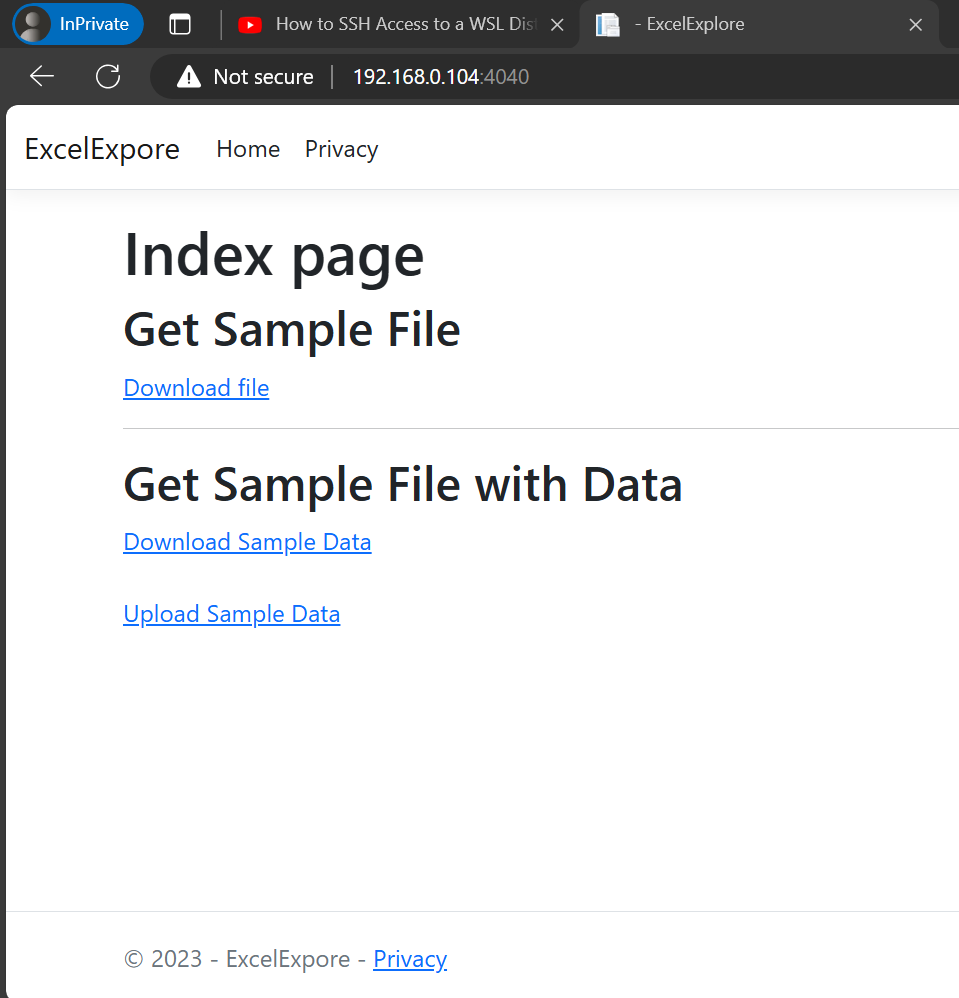 InPrivate
How to SSH Access to a WSL Dis
- ExcelExplore
Not secure
192.168.0.104:4040
ExcelExpore
Home
Privacy
Index page
Get Sample File
Download file
Get Sample File with Data
Download Sample Data
Upload Sample Data
© 2023 - ExcelExpore - Privacy